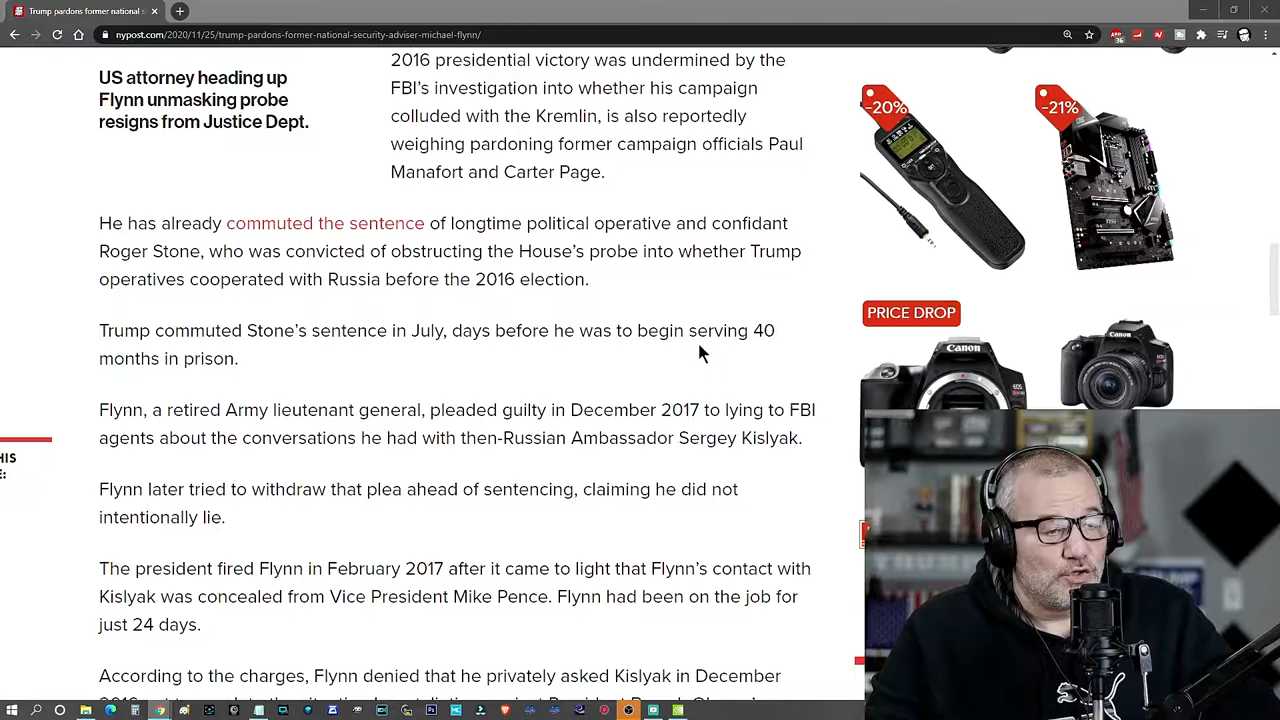 Trump pardons former national s
nypost.com/2020/11/25/trump-pardons-former-national-security-adviser-michael-flynn/
US attorney heading up
Flynn unmasking probe
resigns from Justice Dept.
2016 presidential victory was undermined by the
FBI's investigation into whether his campaign
colluded with the Kremlin, is also reportedly
weighing pardoning former campaign officials Paul
Manafort and Carter Page.
He has already commuted the sentence of longtime political operative and confidant
Roger Stone, who was convicted of obstructing the House's probe into whether Trump
operatives cooperated with Russia before the 2016 election.
Trump commuted Stone's sentence in July, days before he was to begin serving 40
months in prison.
Flynn, a retired Army lieutenant general, pleaded guilty in December 2017 to lying to FBI
agents about the conversations he had with then-Russian Ambassador Sergey Kislyak.
Flynn later tried to withdraw that plea ahead of sentencing, claiming he did not
intentionally lie.
The president fired Flynn in February 2017 after it came to light that Flynn's contact with
Kislyak was concealed from Vice President Mike Pence. Flynn had been on the job for
just 24 days.
According to the charges, Flynn denied that he privately asked Kislyak in December
HIS
E:
-20%
-21%
PRICE DROP
Canon
Canon